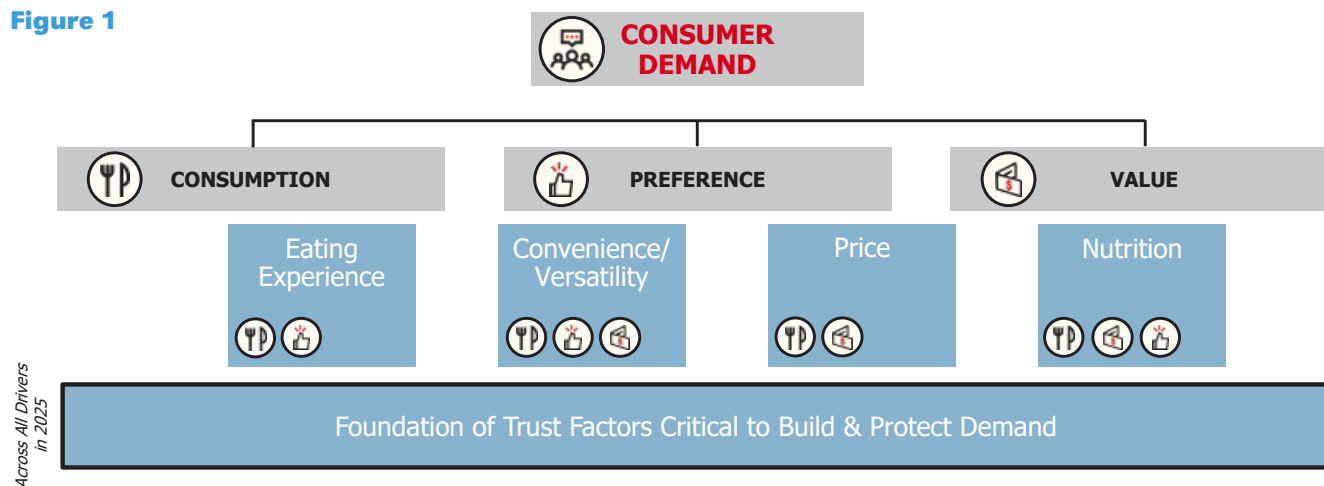 Figure 1
CONSUMER
DEMAND
CONSUMPTION
PREFERENCE
VALUE
Eating
Experience
Convenience/
Versatility
Price
Nutrition
Across All Drivers
in 2025
Foundation of Trust Factors Critical to Build & Protect Demand